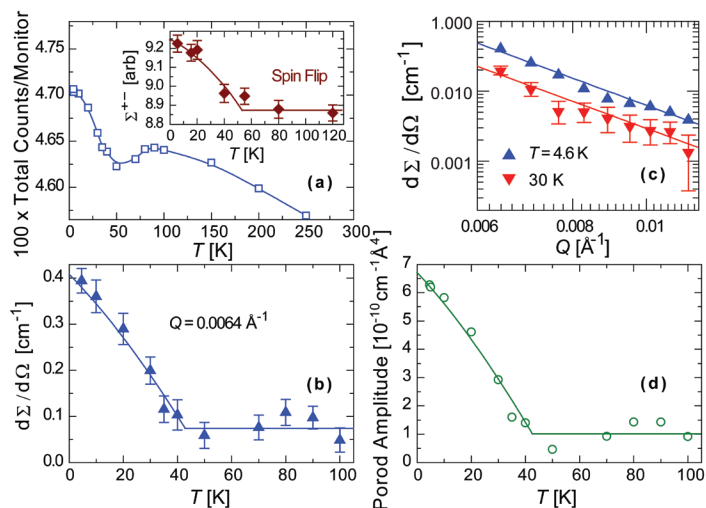 100 x Total Counts/Monitor
4.75
4.70
4.65
4.60
0 50 100 150 200 250 300
T [K]
(a)
Σ+− [arb]
9.2
9.1
9.0
8.9
8.8
0 20 40 60 80 100 120
T [K]
Spin Flip
dΣ/dΩ [cm-1]
1.000
0.100
0.010
0.001
0.006 0.008 0.01
Q [Å-1]
T = 4.6 K
30 K
(c)
dΣ/dΩ [cm-1]
0.4
0.3
0.2
0.1
0.0
0 20 40 60 80 100
T [K]
Q = 0.0064 Å-1
(b)
Porod Amplitude [10-10cm-1Å4]
7
6
5
4
3
2
1
0
0 20 40 60 80 100
T [K]
(d)